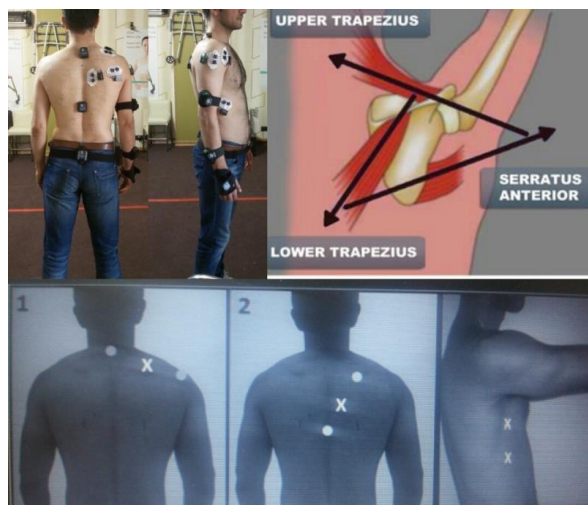 UPPER TRAPEZIUS
SERRATUS
ANTERIOR
LOWER TRAPEZIUS
1
2
X
X
X
X